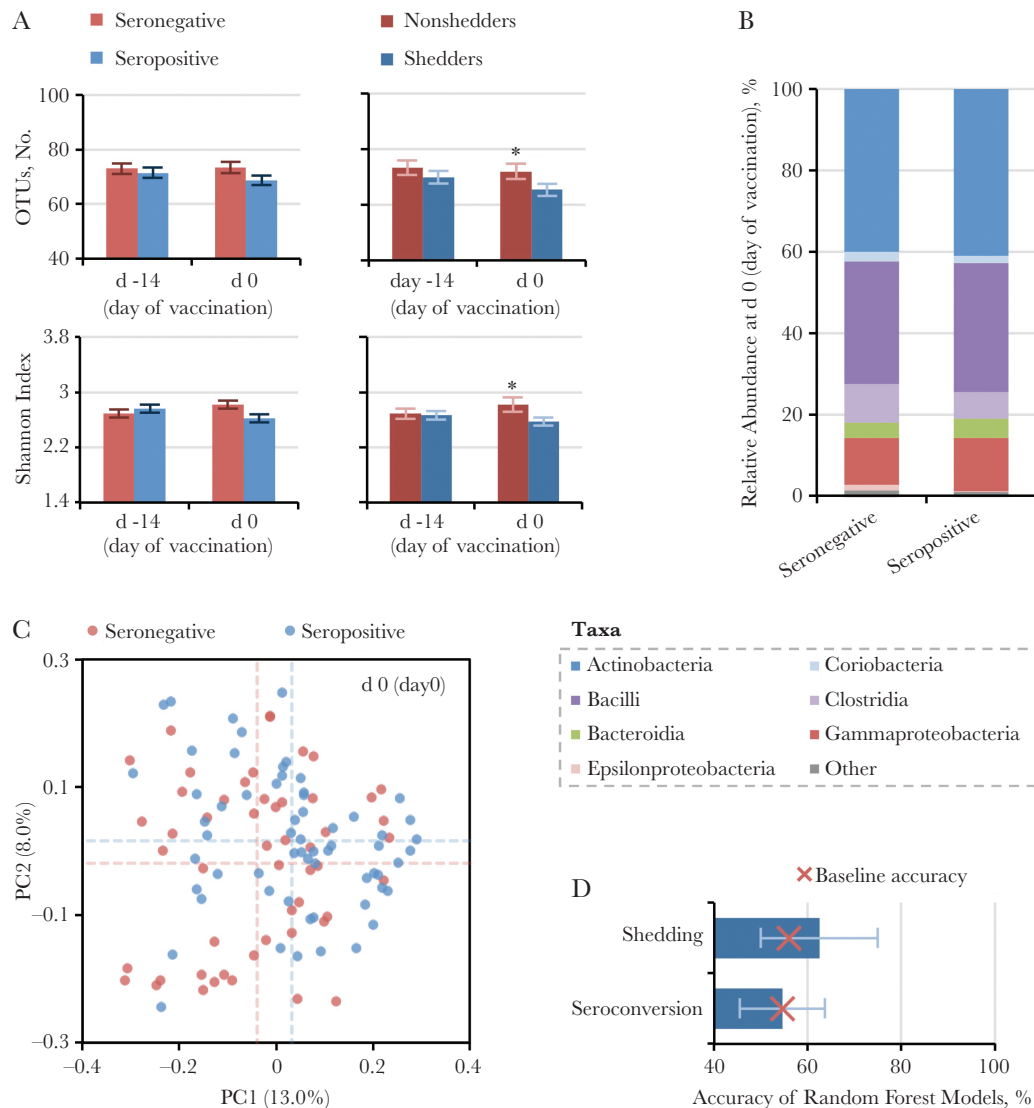 A
Seronegative
Seropositive
Nonshedders
Shedders
B
OTUs, No.
100
80
60
40
d -14
d 0
(day of vaccination)
*
day -14
d 0
(day of vaccination)
Shannon Index
3.8
3
2.2
1.4
d -14
d 0
(day of vaccination)
*
d -14
d 0
(day of vaccination)
Relative Abundance at d 0 (day of vaccination), %
100
80
60
40
20
0
Seronegative
Seropositive
C
Seronegative
Seropositive
d 0 (day0)
PC2 (8.0%)
0.3
0.1
−0.1
−0.3
−0.4
−0.2
0
0.2
0.4
PC1 (13.0%)
Taxa
Actinobacteria
Coriobacteria
Bacilli
Clostridia
Bacteroidia
Gammaproteobacteria
Epsilonproteobacteria
Other
D
Baseline accuracy
Shedding
Seroconversion
40
60
80
100
Accuracy of Random Forest Models, %